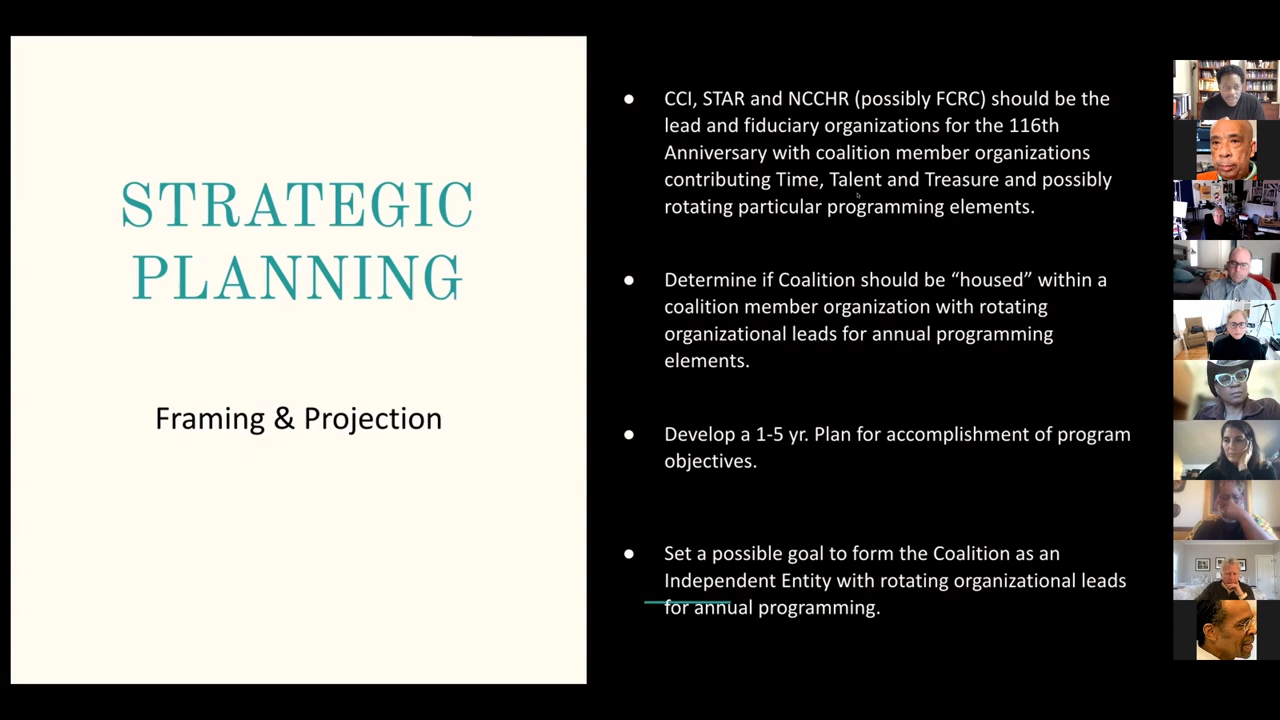 STRATEGIC
PLANNING
Framing & Projection
● CCI, STAR and NCCHR (possibly FCRC) should be the
lead and fiduciary organizations for the 116th
Anniversary with coalition member organizations
contributing Time, Talent and Treasure and possibly
rotating particular programming elements.
● Determine if Coalition should be “housed” within a
coalition member organization with rotating
organizational leads for annual programming
elements.
● Develop a 1-5 yr. Plan for accomplishment of program
objectives.
● Set a possible goal to form the Coalition as an
Independent Entity with rotating organizational leads
for annual programming.